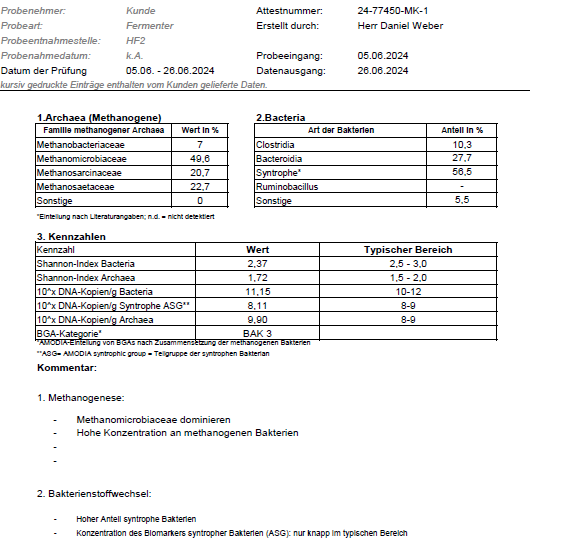 Probenehmer: Kunde Attestnummer: 24-77450-MK-1
Probeart: Fermenter Erstellt durch: Herr Daniel Weber
Probeentnahmestelle: HF2
Probenahmedatum: k.A. Probeeingang: 05.06.2024
Datum der Prüfung 05.06. - 26.06.2024 Datenausgang: 26.06.2024
kursiv gedruckte Einträge enthalten vom Kunden gelieferte Daten.
1.Archaea (Methanogene)
Familie methanogener Archaea Wert in %
Methanobacteriaceae 7
Methanomicrobiaceae 49,6
Methanosarcinaceae 20,7
Methanosaetaceae 22,7
Sonstige 0
*Einteilung nach Literaturangaben; n.d. = nicht detektiert
2.Bacteria
Art der Bakterien Anteil in %
Clostridia 10,3
Bacteroidia 27,7
Syntrophe* 56,5
Ruminobacillus -
Sonstige 5,5
3. Kennzahlen
Kennzahl Wert Typischer Bereich
Shannon-Index Bacteria 2,37 2,5 - 3,0
Shannon-Index Archaea 1,72 1,5 - 2,0
10^x DNA-Kopien/g Bacteria 11,15 10-12
10^x DNA-Kopien/g Syntrophe ASG** 8,11 8-9
10^x DNA-Kopien/g Archaea 9,90 8-9
BGA-Kategorie* BAK 3
*AMODIA-Einteilung von BGAs nach Zusammensetzung der methanogenen Bakterien
**ASG= AMODIA syntrophic group = Teilgruppe der syntrophen Bakterian
Kommentar:
1. Methanogenese:
- Methanomicrobiaceae dominieren
- Hohe Konzentration an methanogenen Bakterien
-
-
2. Bakterienstoffwechsel:
- Hoher Anteil syntrophe Bakterien
- Konzentration des Biomarkers syntropher Bakterien (ASG): nur knapp im typischen Bereich